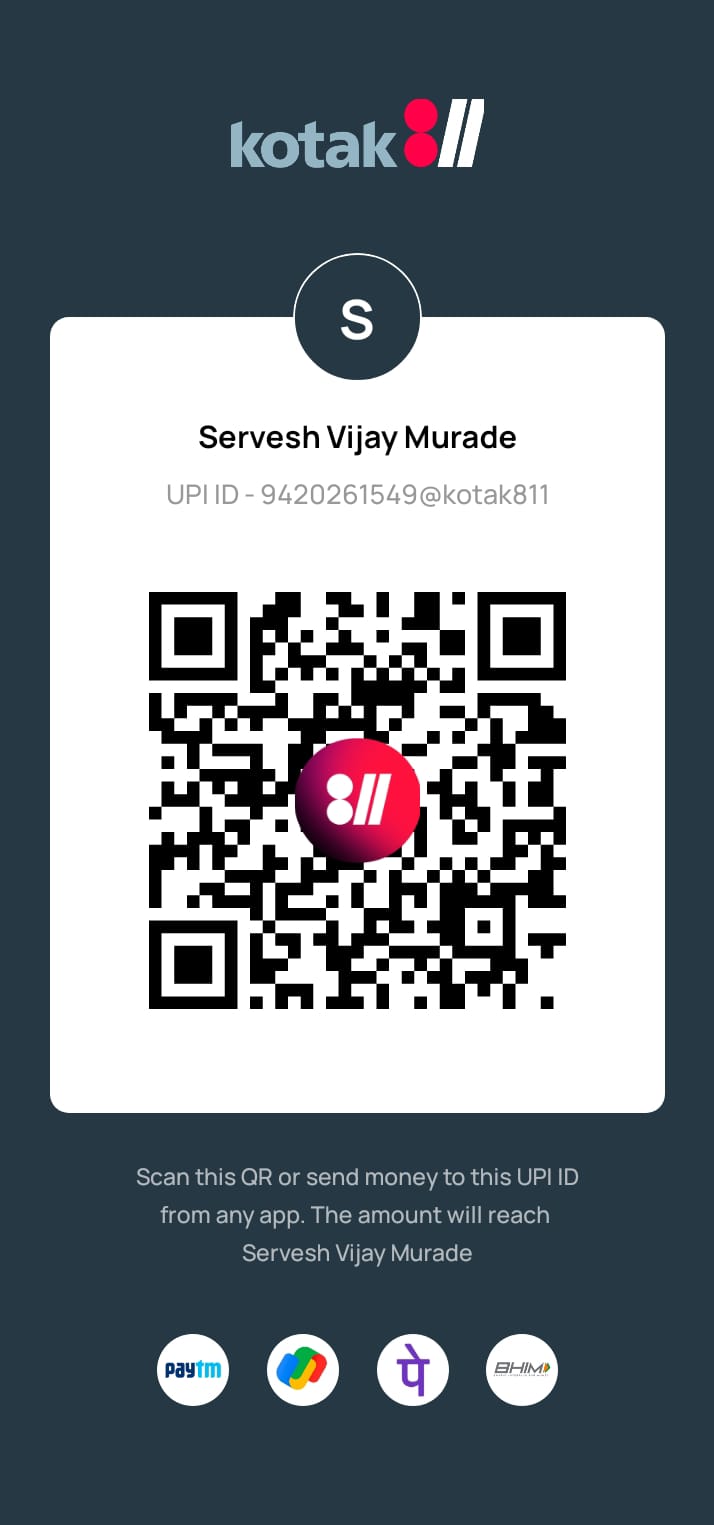 kotak 811
S
Servesh Vijay Murade
UPI ID - 9420261549@kotak811
811
Scan this QR or send money to this UPI ID
from any app. The amount will reach
Servesh Vijay Murade
paytm पे BHIM